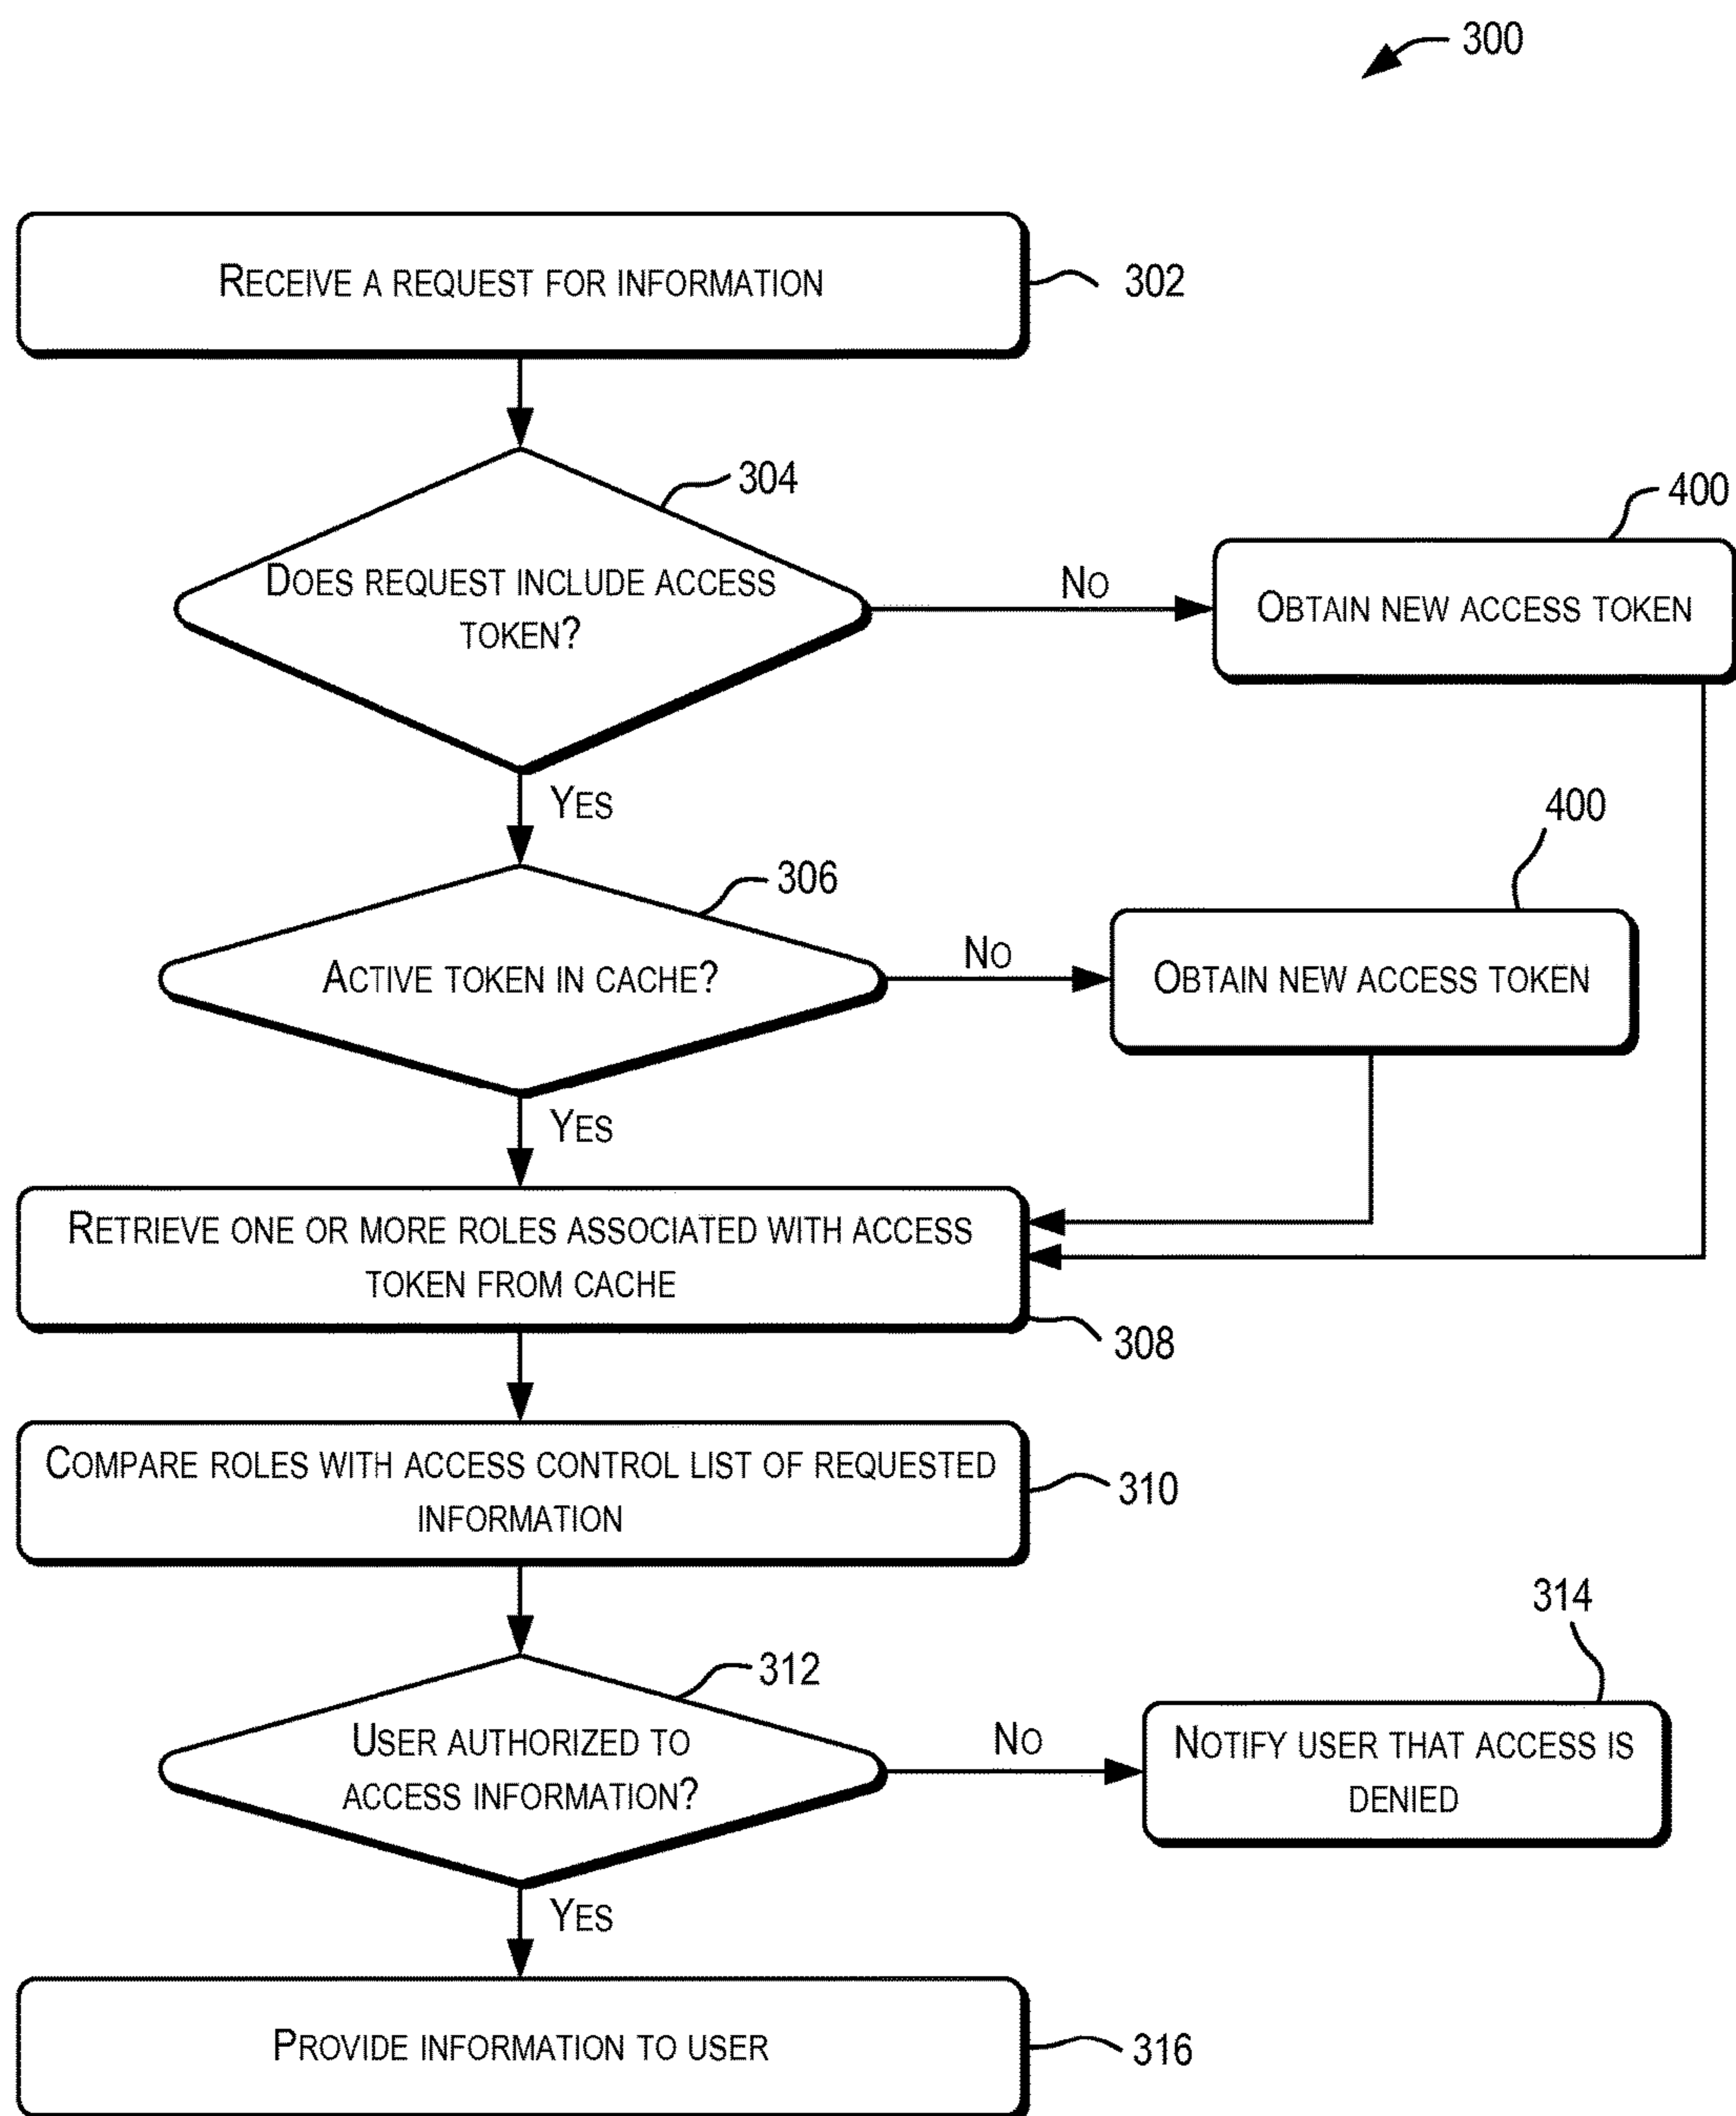 300
RECEIVE A REQUEST FOR INFORMATION
302
304
DOES REQUEST INCLUDE ACCESS
TOKEN?
NO
400
OBTAIN NEW ACCESS TOKEN
YES
306
ACTIVE TOKEN IN CACHE?
NO
400
OBTAIN NEW ACCESS TOKEN
YES
RETRIEVE ONE OR MORE ROLES ASSOCIATED WITH ACCESS
TOKEN FROM CACHE
308
COMPARE ROLES WITH ACCESS CONTROL LIST OF REQUESTED
INFORMATION
310
312
USER AUTHORIZED TO
ACCESS INFORMATION?
NO
314
NOTIFY USER THAT ACCESS IS
DENIED
YES
PROVIDE INFORMATION TO USER
316